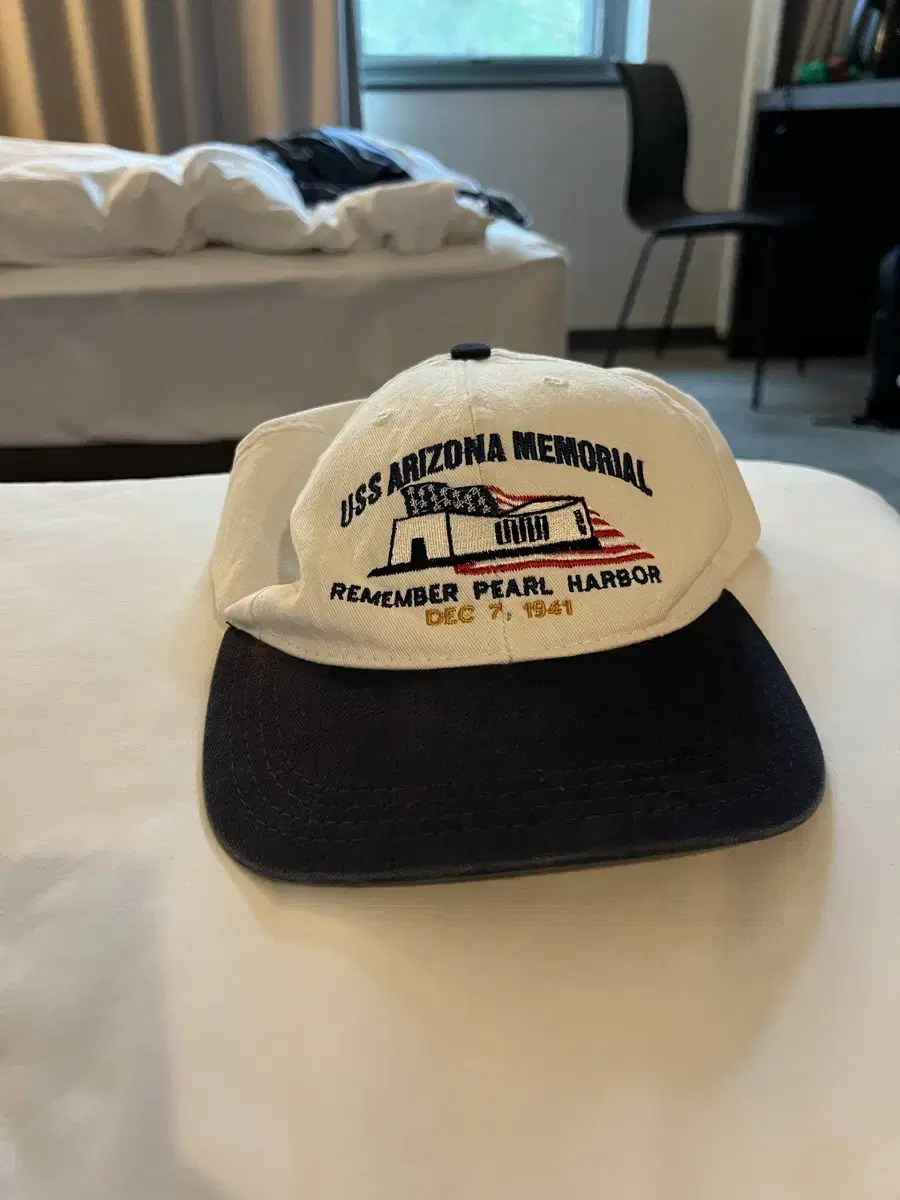 USS ARIZONA MEMORIAL
REMEMBER PEARL HARBOR
DEC 7, 1941